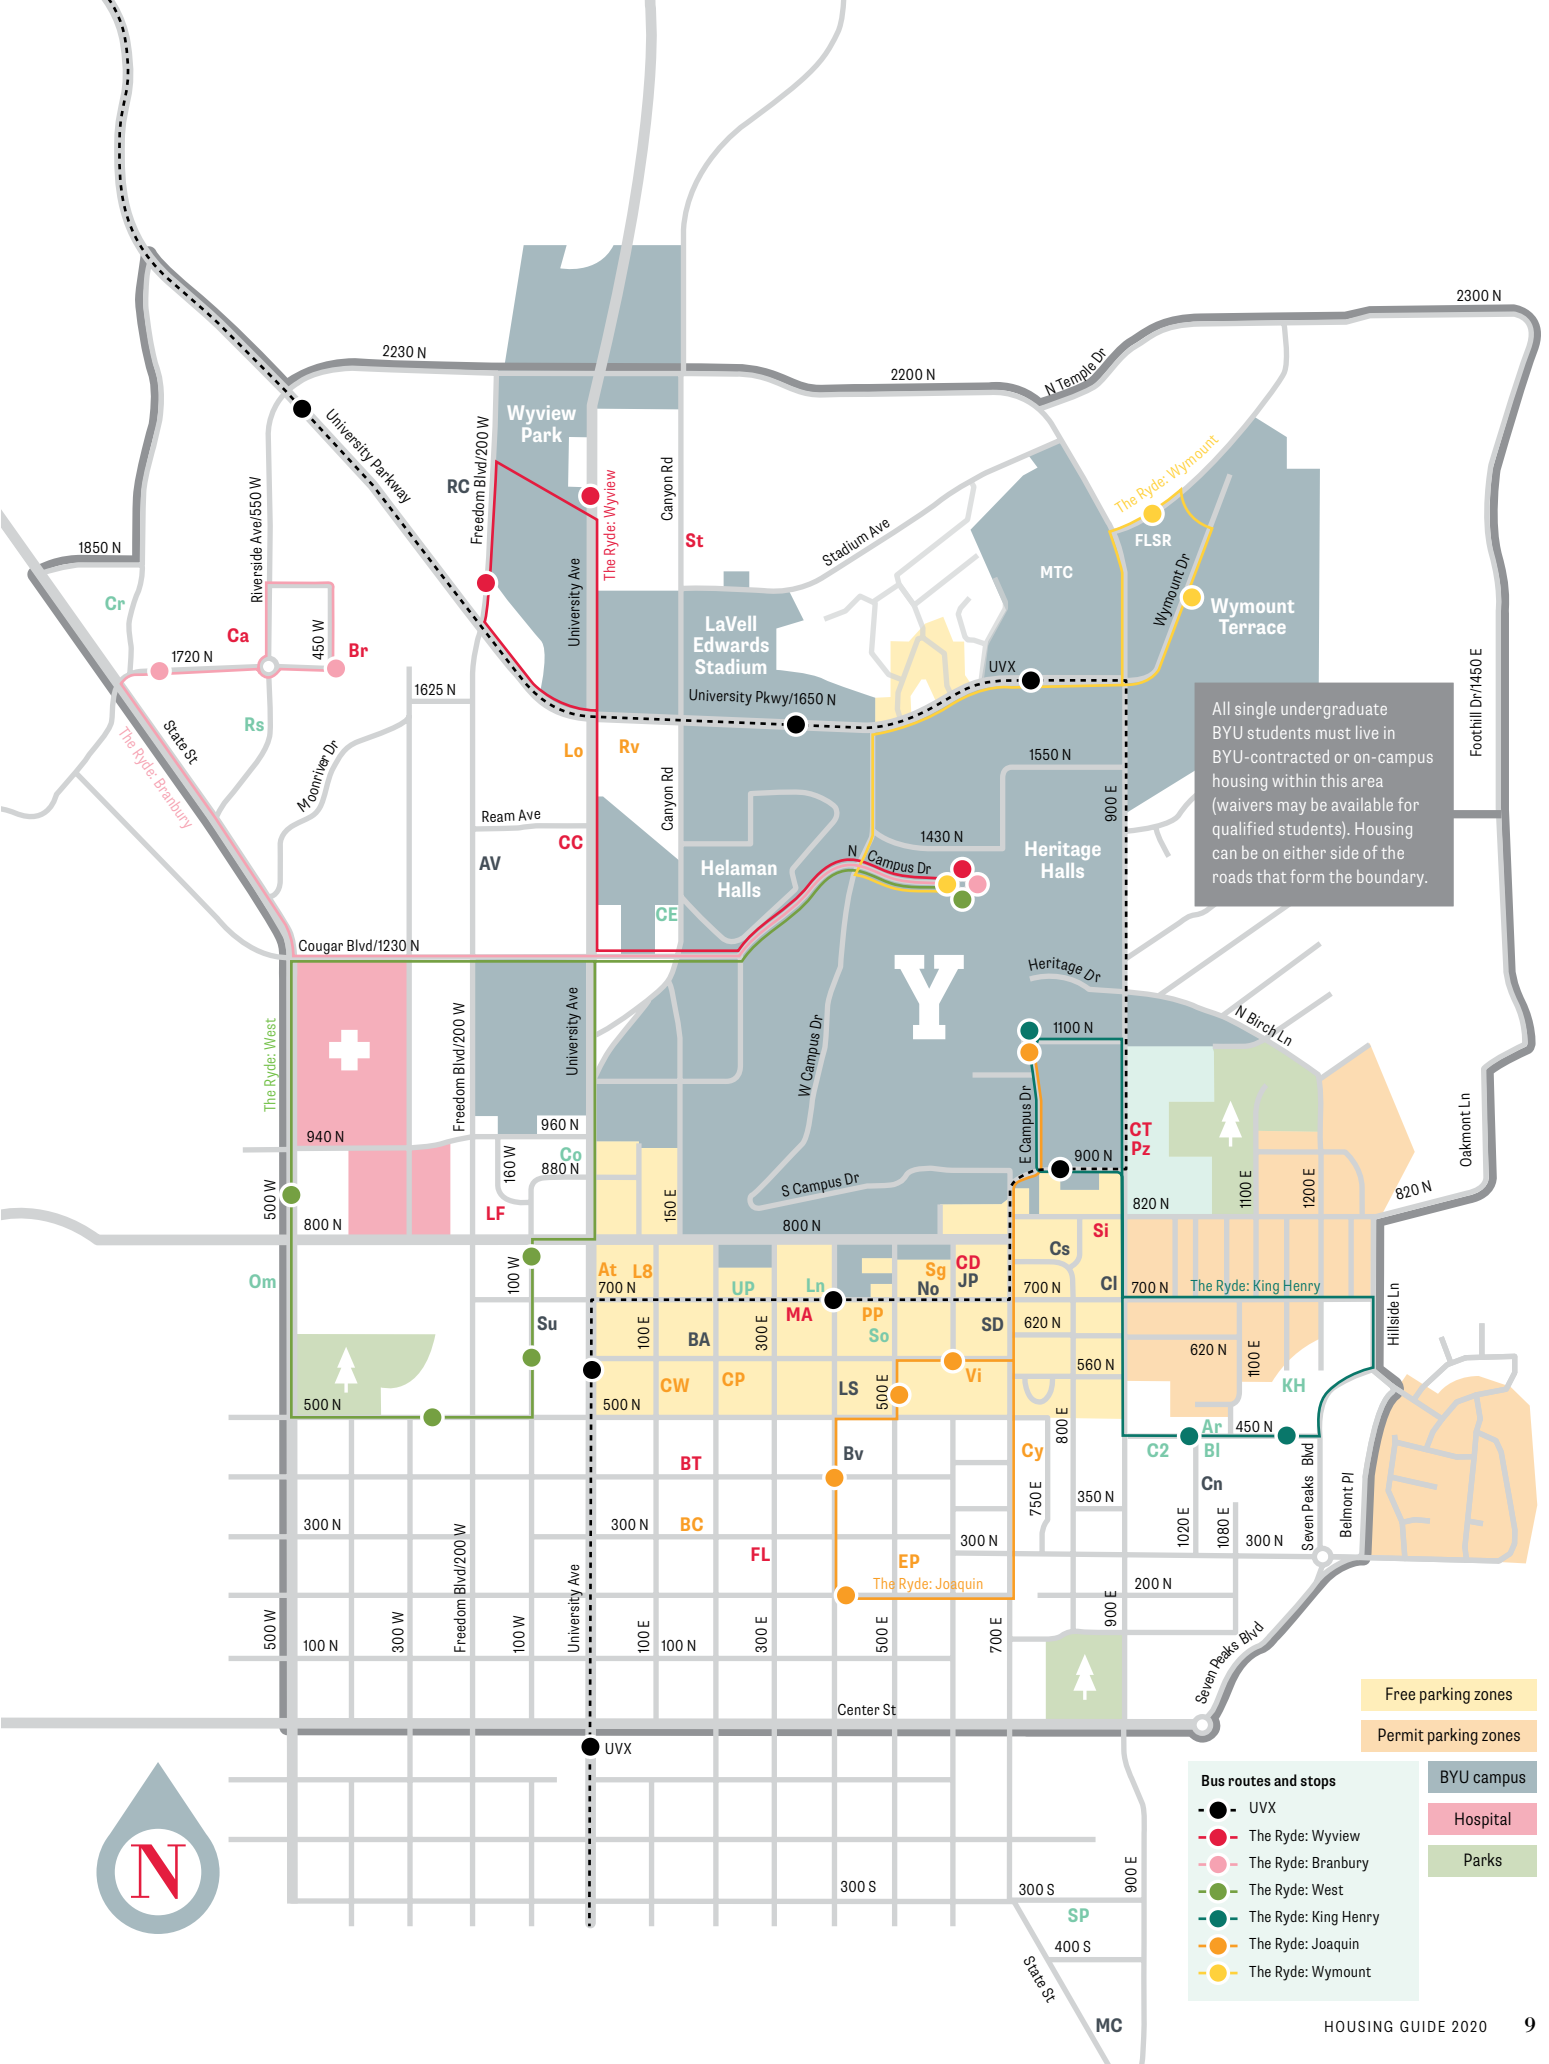 2300 N
2230 N
2200 N
N Temple Dr
Wyview
Park
University Parkway
Freedom Blvd/200 W
RC
The Ryde: Wyview
Canyon Rd
St
The Ryde: Wymount
FLSR
Stadium Ave
MTC
Wymount Dr
Wymount
Terrace
Riverside Ave/550 W
1850 N
Cr
Ca
450 W
Br
1720 N
University Ave
LaVell
Edwards
Stadium
UVX
University Pkwy/1650 N
1625 N
Rs
State St
The Ryde: Branbury
Moonriver Dr
Lo
Rv
Canyon Rd
1550 N
900 E
Foothill Dr/1450 E
All single undergraduate
BYU students must live in
BYU-contracted or on-campus
housing within this area
(waivers may be available for
qualified students). Housing
can be on either side of the
roads that form the boundary.
Ream Ave
CC
AV
1430 N
N Campus Dr
Heritage
Halls
Helaman
Halls
CE
Cougar Blvd/1230 N
Y
Heritage Dr
N Birch Ln
The Ryde: West
Freedom Blvd/200 W
University Ave
W Campus Dr
1100 N
E Campus Dr
Oakmont Ln
940 N
960 N
Co
880 N
160 W
CT
Pz
900 N
500 W
LF
150 E
S Campus Dr
1100 E
1200 E
820 N
820 N
800 N
800 N
Si
Om
100 W
At
L8
700 N
UP
Ln
Sg
CD
JP
No
Cs
700 N
Cl
700 N
The Ryde: King Henry
Hillside Ln
Su
100 E
BA
300 E
MA
PP
So
SD
620 N
620 N
1100 E
CW
CP
LS
500 E
Vi
560 N
KH
500 N
500 N
800 E
Ar
450 N
C2
Bl
BT
Bv
Cy
Cn
Seven Peaks Blvd
Belmont Pl
750 E
350 N
1020 E
1080 E
300 N
300 N
BC
300 N
300 N
FL
EP
The Ryde: Joaquin
200 N
Freedom Blvd/200 W
University Ave
500 W
100 N
300 W
100 W
100 E
100 N
300 E
500 E
700 E
900 E
Seven Peaks Blvd
Center St
UVX
Free parking zones
Permit parking zones
BYU campus
Hospital
Parks
Bus routes and stops
UVX
The Ryde: Wyview
The Ryde: Branbury
The Ryde: West
The Ryde: King Henry
The Ryde: Joaquin
The Ryde: Wymount
N
300 S
300 S
900 E
SP
400 S
State St
MC
HOUSING GUIDE 2020 9